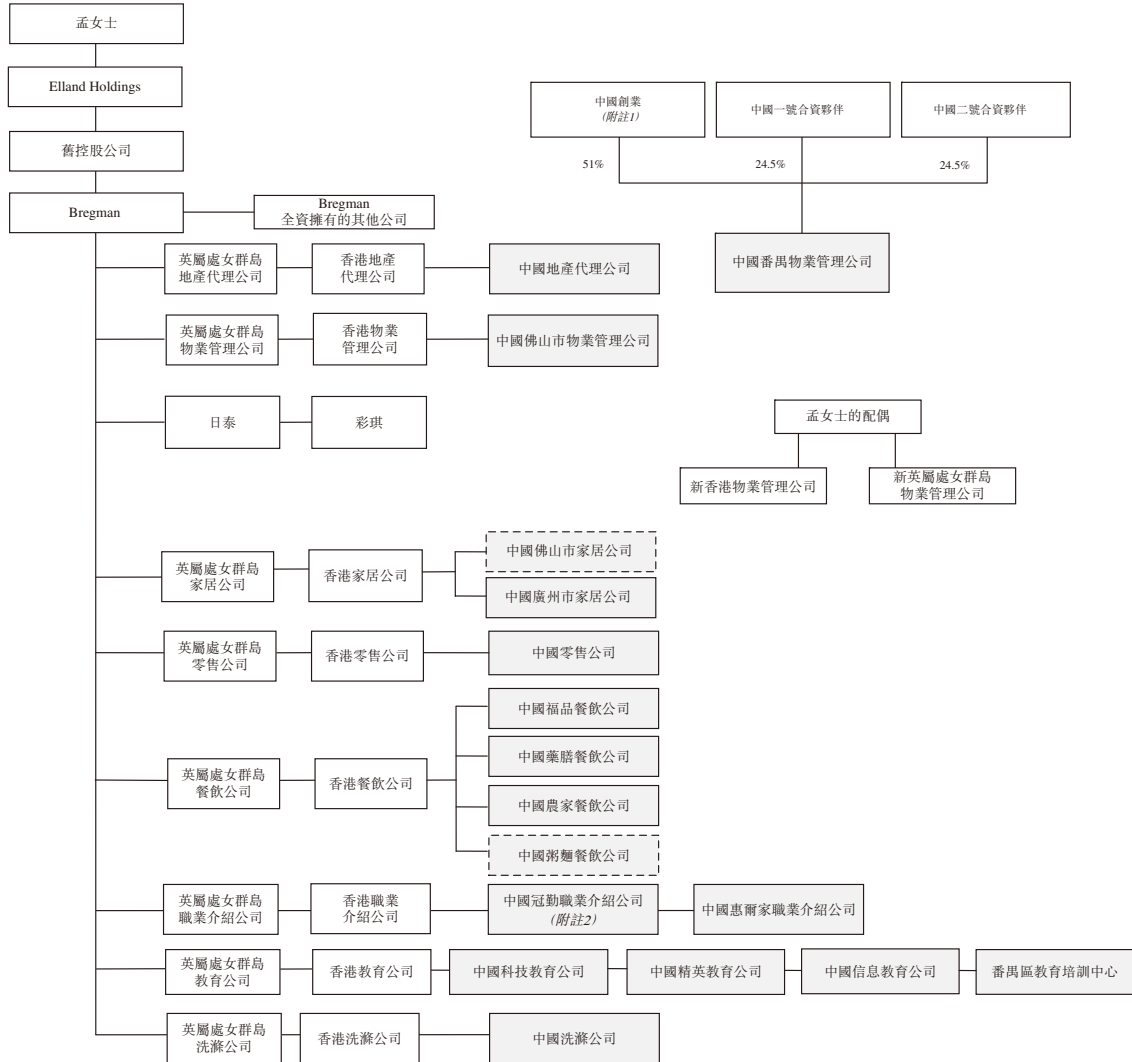 孟女士
Elland Holdings
舊控股公司
Bregman
Bregman
全資擁有的其他公司
中國創業
(附註1)
中國一號合資夥伴
中國二號合資夥伴
51%
24.5%
24.5%
中國番禺物業管理公司
英屬處女群島
地產代理公司
香港地產
代理公司
中國地產代理公司
英屬處女群島
物業管理公司
香港物業
管理公司
中國佛山市物業管理公司
日泰
彩琪
孟女士的配偶
新香港物業管理公司
新英屬處女群島
物業管理公司
英屬處女群島
家居公司
香港家居公司
中國佛山市家居公司
中國廣州市家居公司
英屬處女群島
零售公司
香港零售公司
中國零售公司
英屬處女群島
餐飲公司
香港餐飲公司
中國福品餐飲公司
中國藥膳餐飲公司
中國農家餐飲公司
中國粥麵餐飲公司
英屬處女群島
職業介紹公司
香港職業
介紹公司
中國冠勤職業介紹公司
(附註2)
中國惠爾家職業介紹公司
英屬處女群島
教育公司
香港教育公司
中國科技教育公司
中國精英教育公司
中國信息教育公司
番禺區教育培訓中心
英屬處女群島
洗滌公司
香港洗滌公司
中國洗滌公司